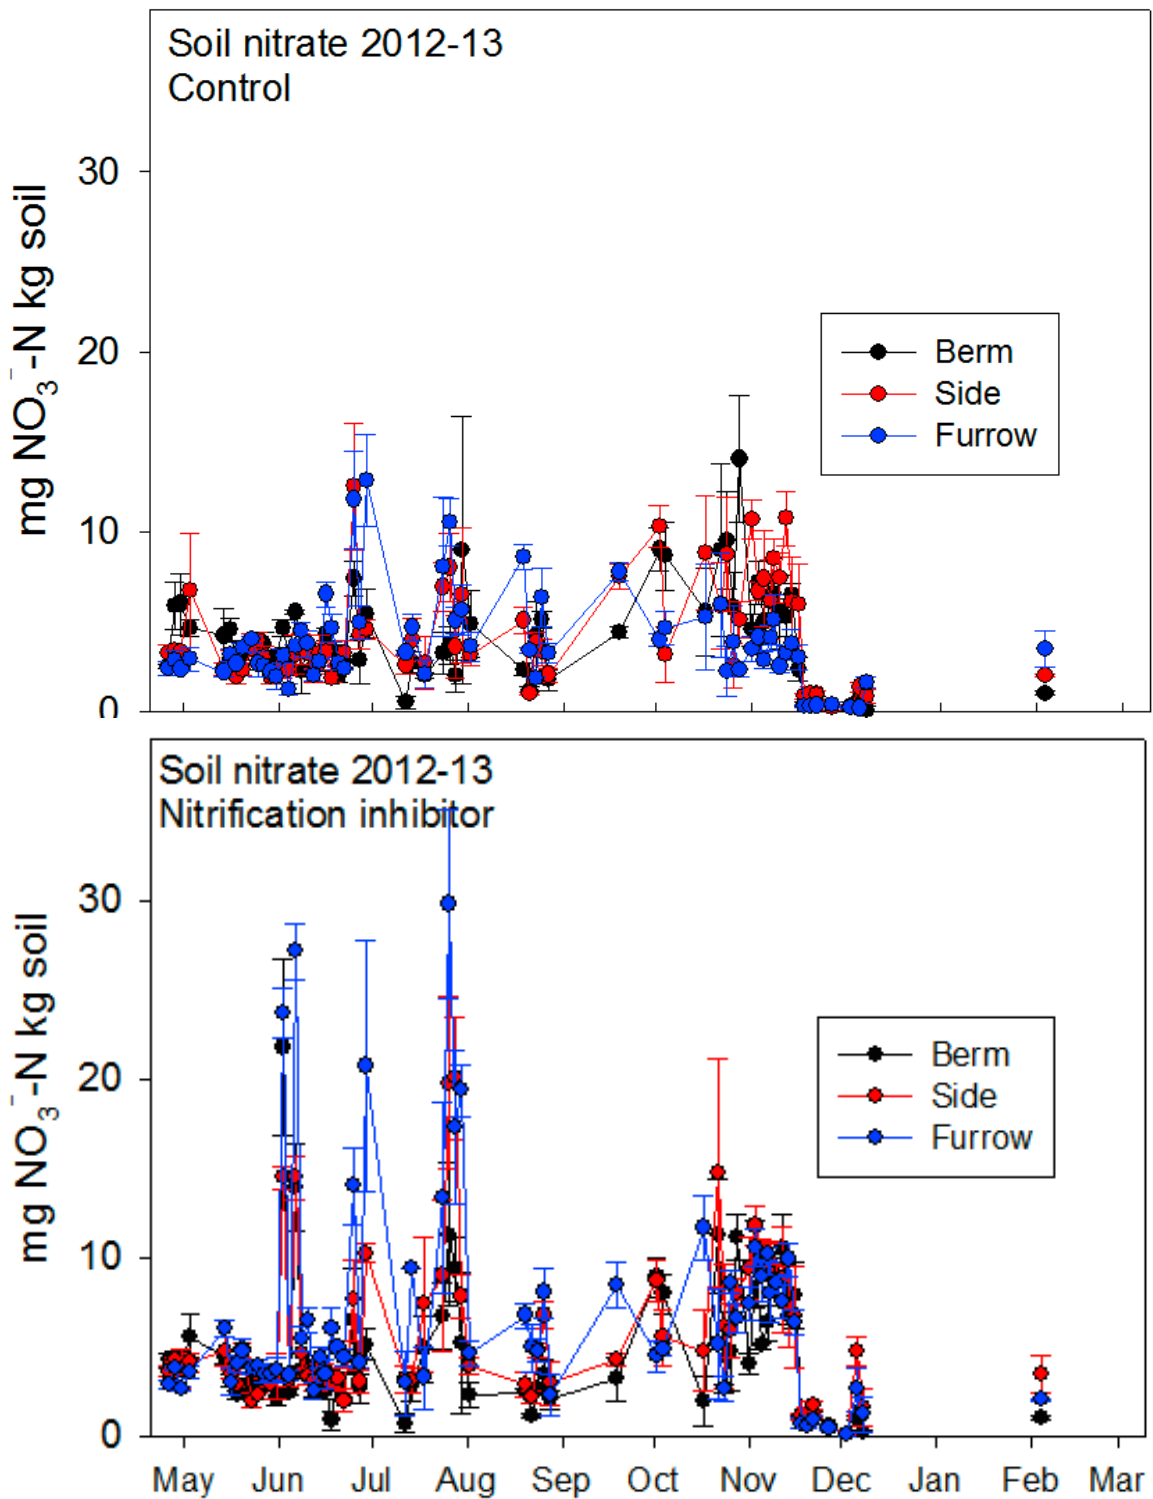 Soil nitrate 2012-13
Control
mg NO₃⁻-N kg soil
30
20
10
0
Berm
Side
Furrow
Soil nitrate 2012-13
Nitrification inhibitor
mg NO₃⁻-N kg soil
30
20
10
0
Berm
Side
Furrow
May Jun Jul Aug Sep Oct Nov Dec Jan Feb Mar